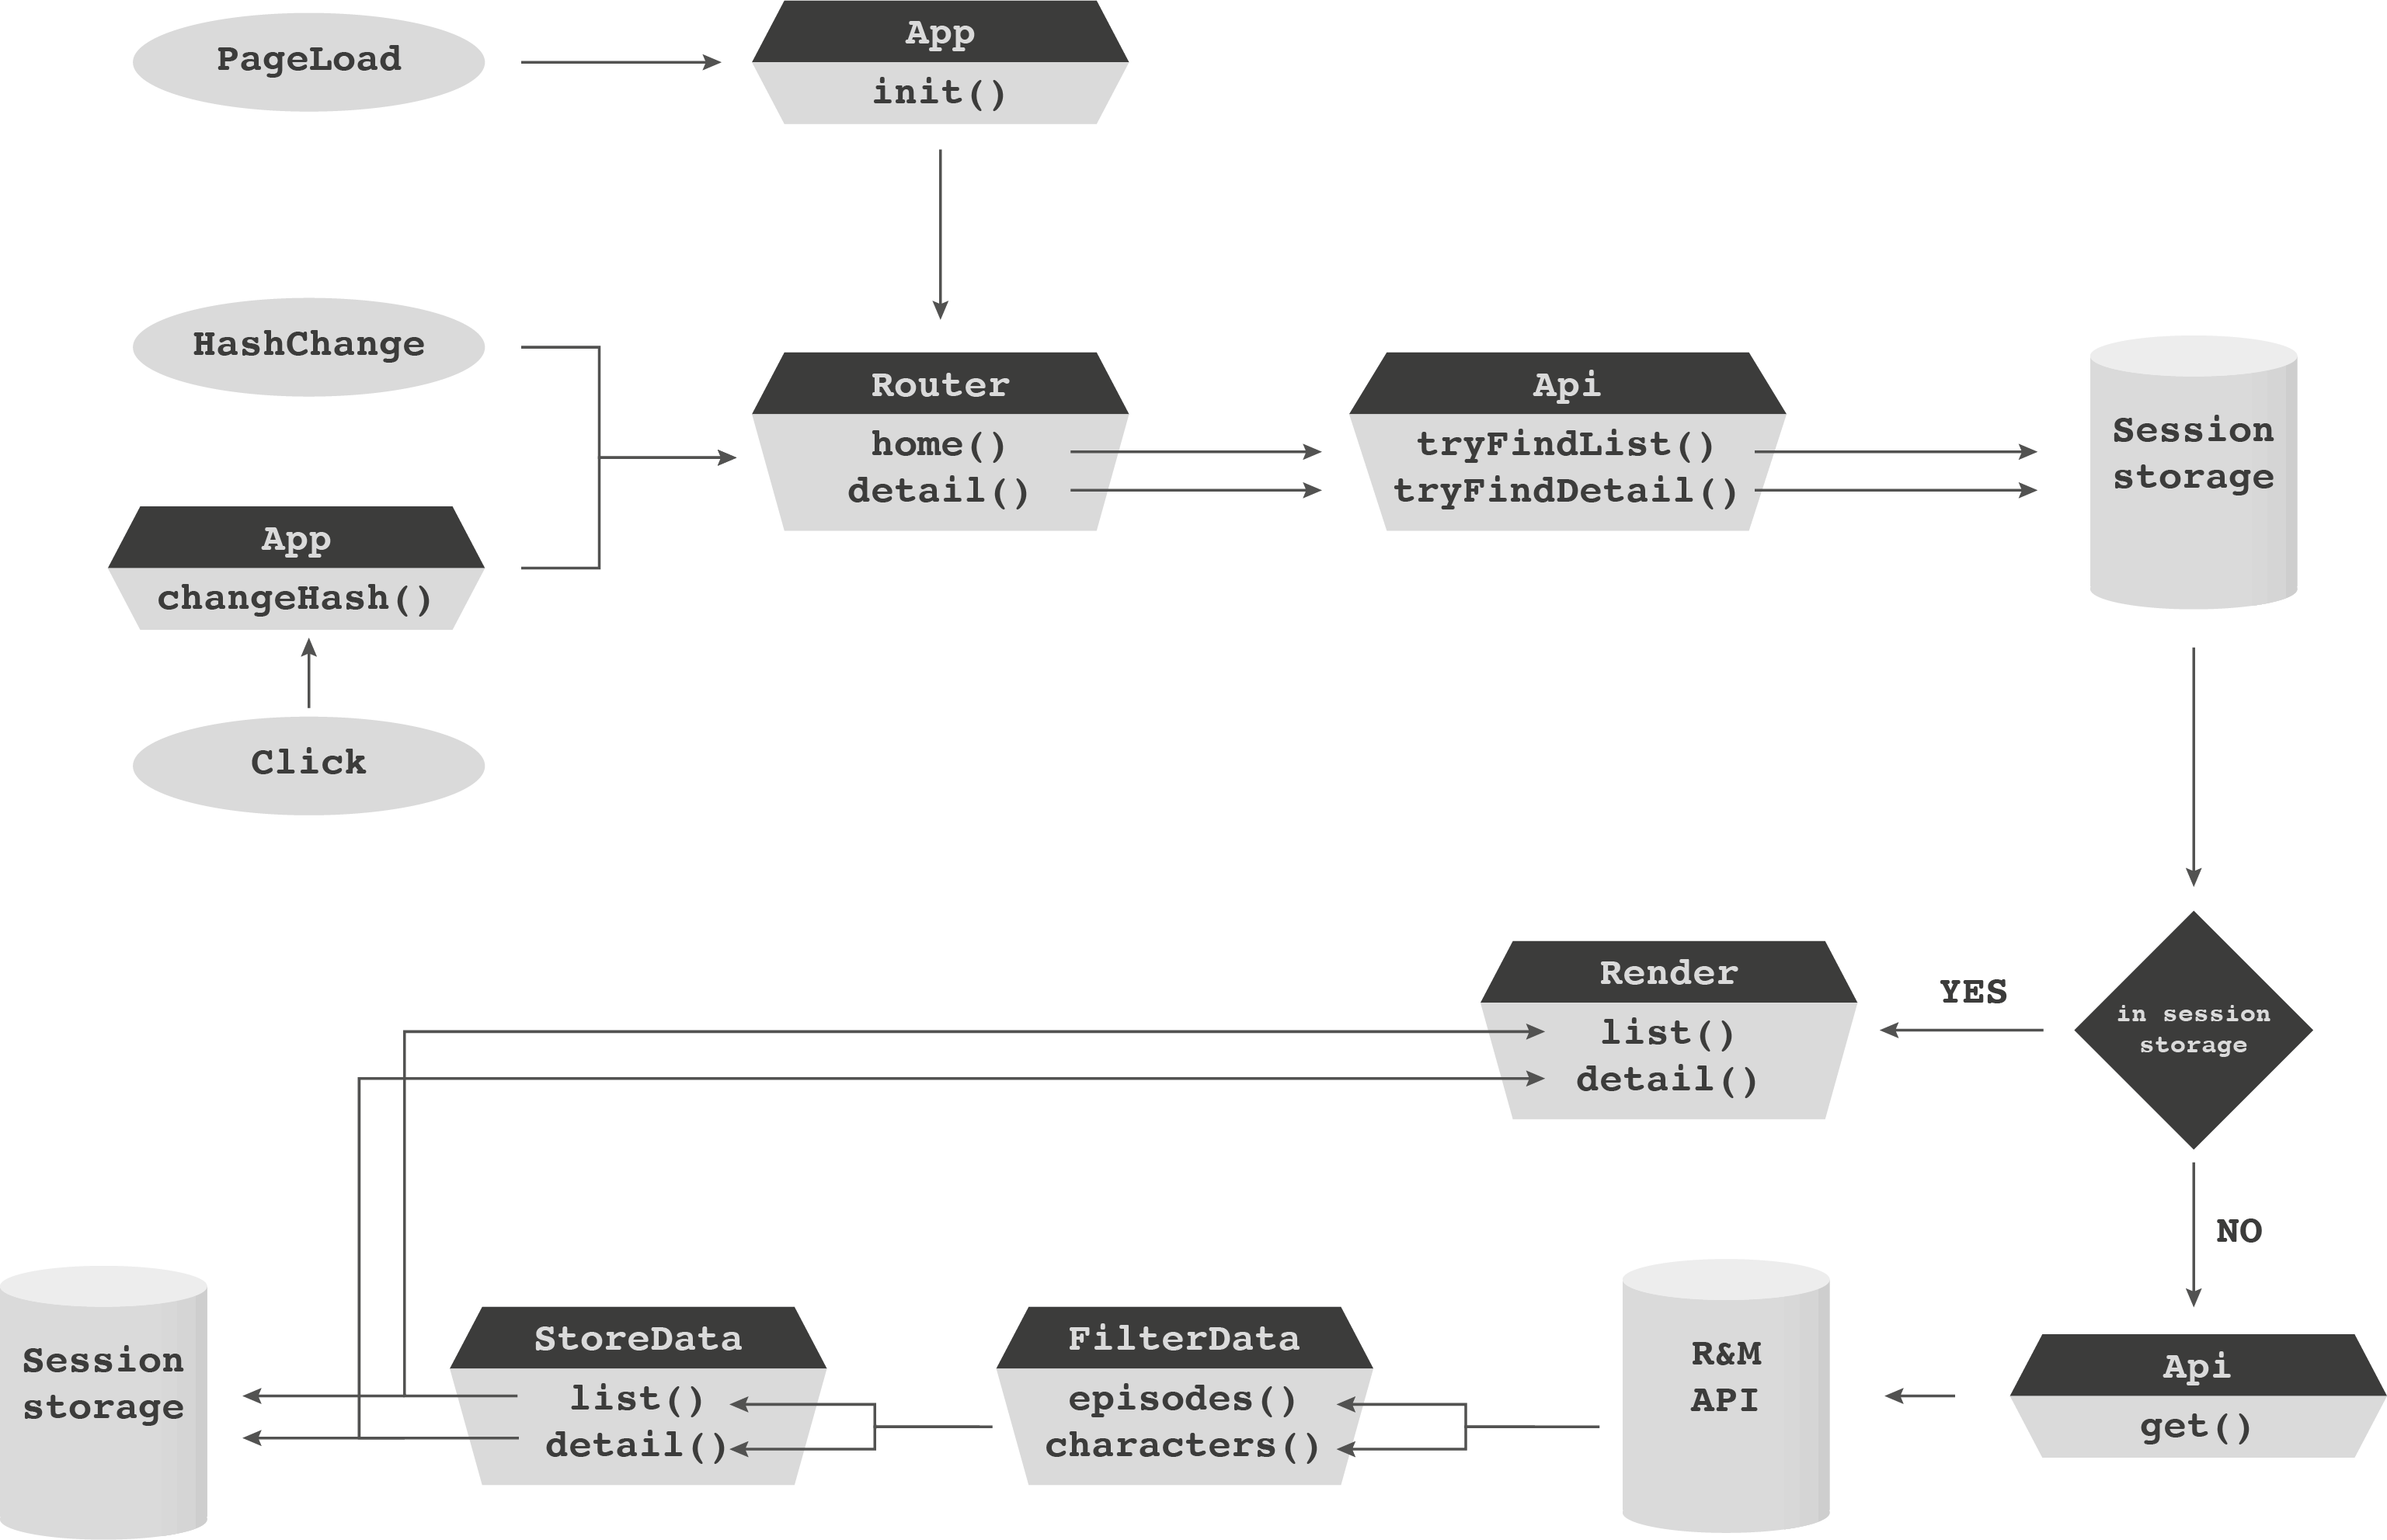 PageLoad
App
init()
HashChange
Router
home()
detail()
Api
tryFindList()
tryFindDetail()
Session
storage
App
changeHash()
Click
Render
list()
detail()
YES
in session
storage
NO
Session
storage
StoreData
list()
detail()
FilterData
episodes()
characters()
R&M
API
Api
get()